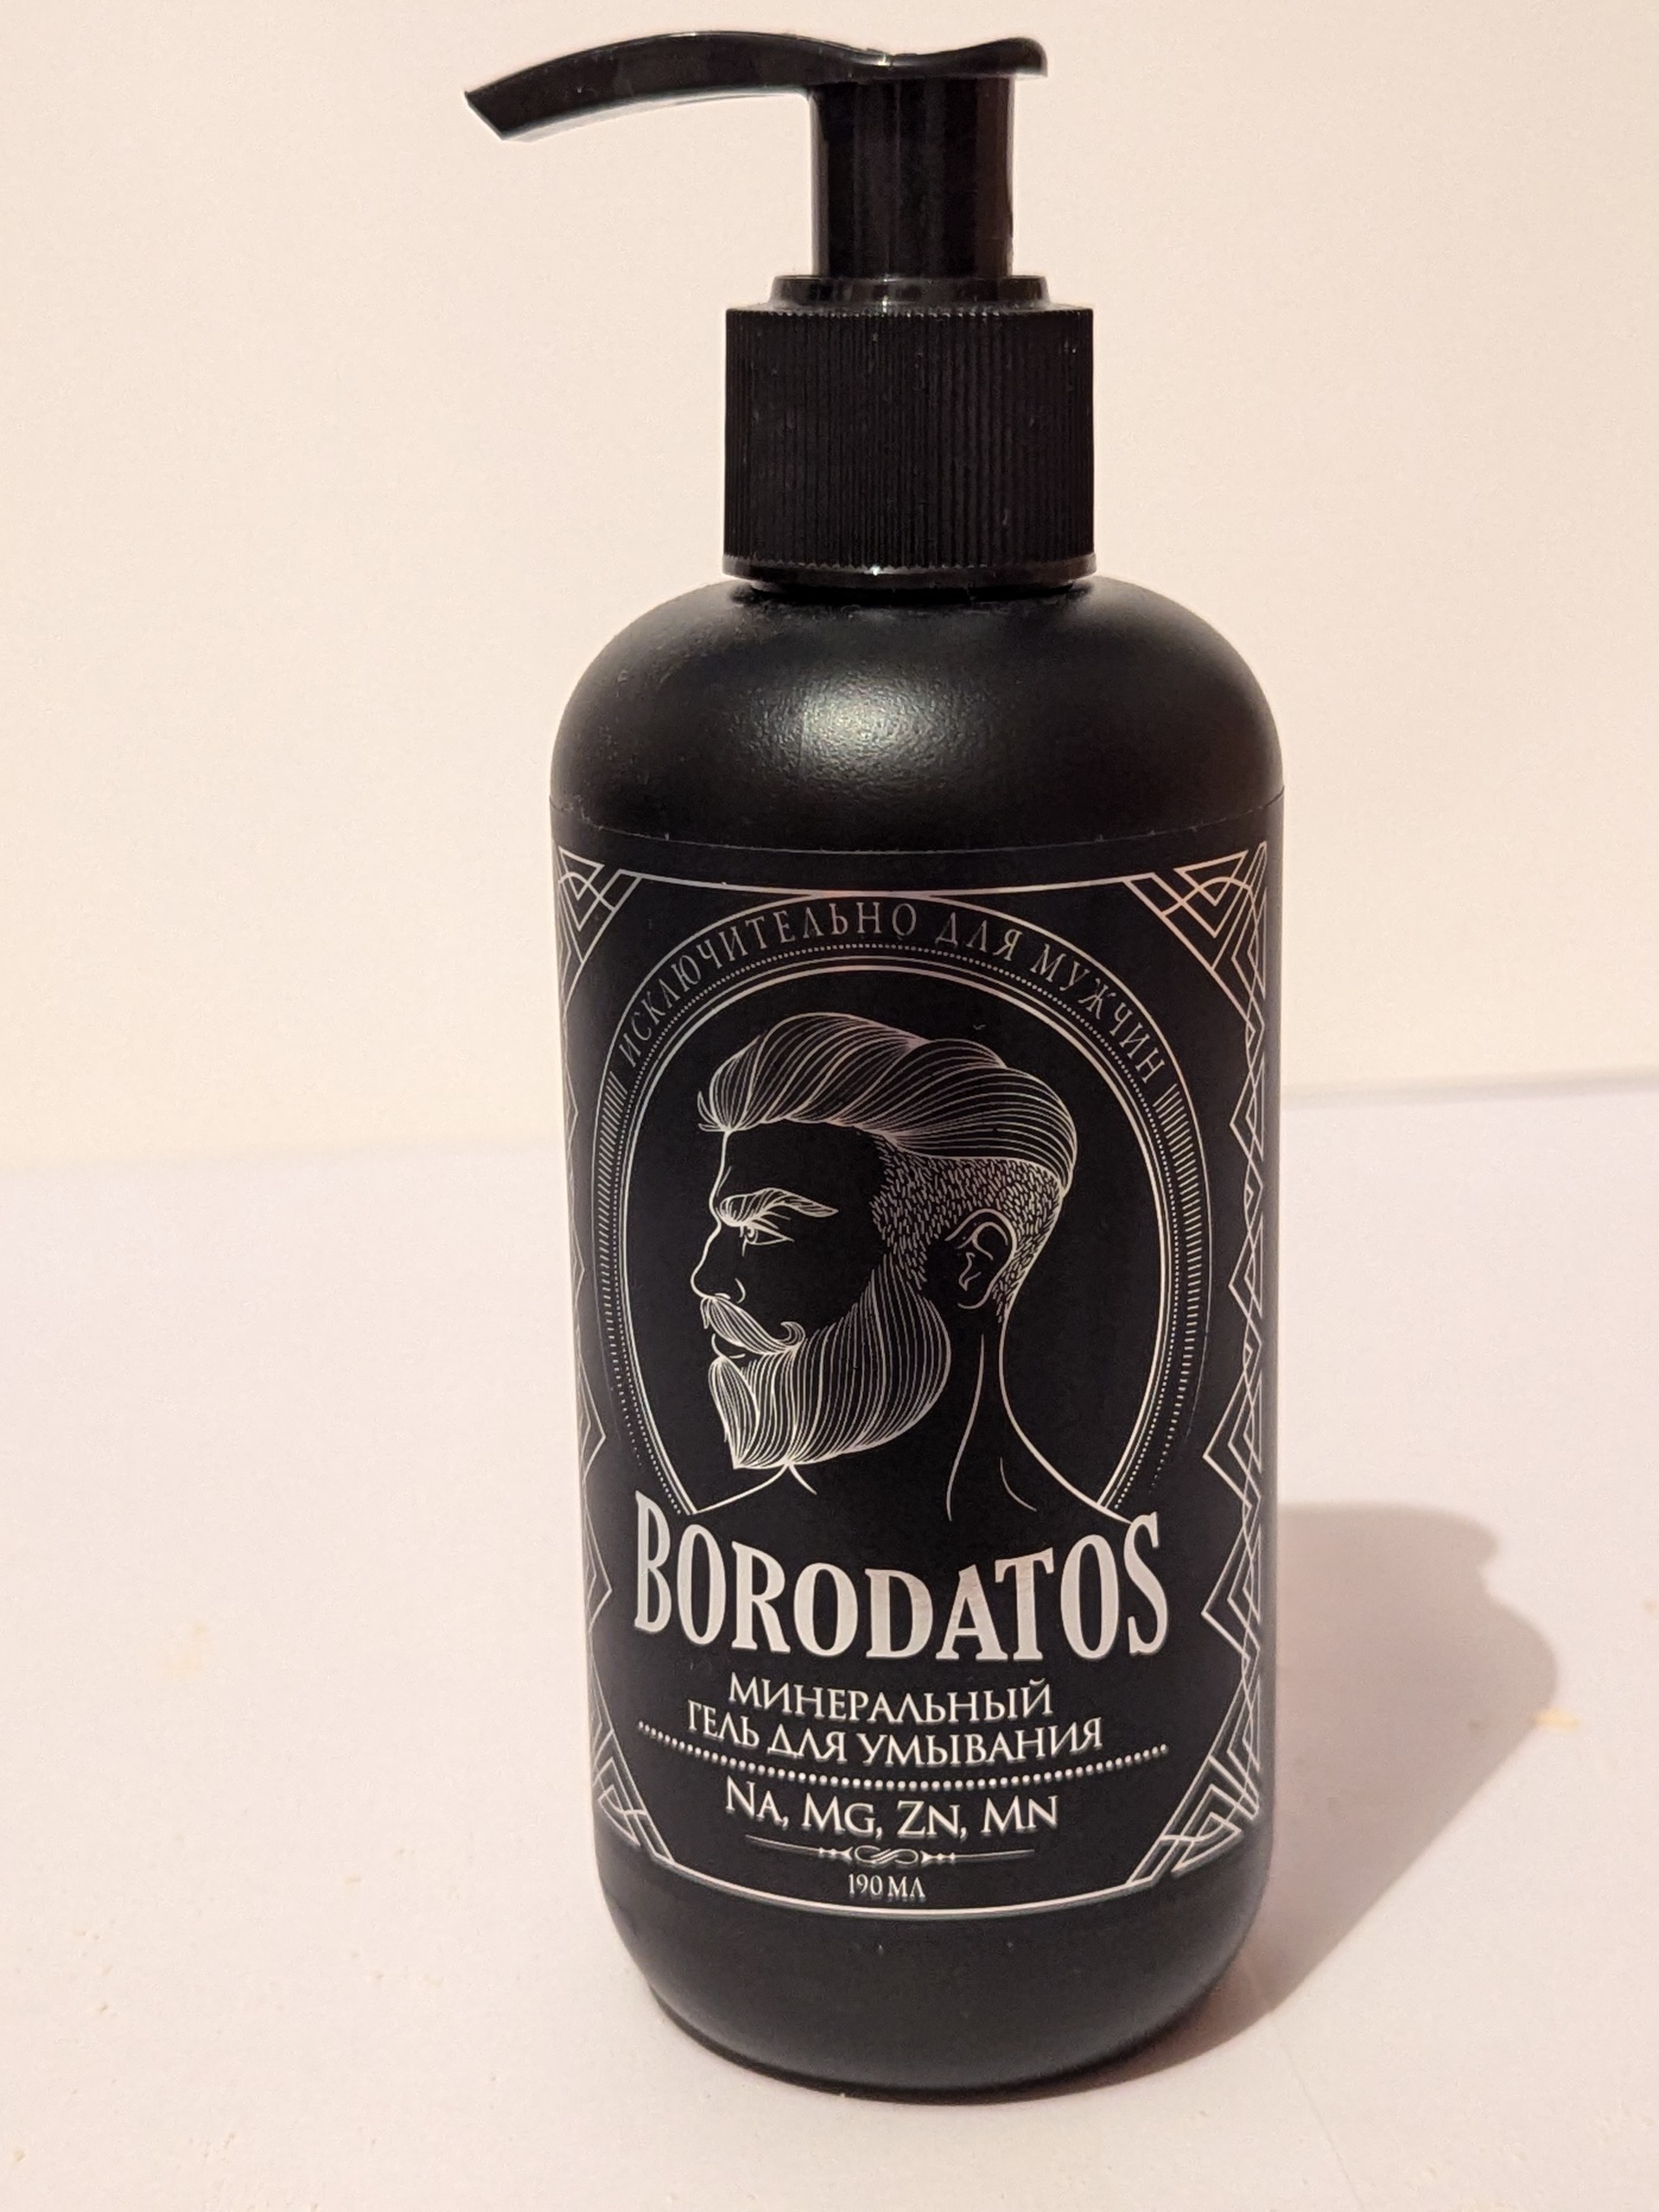 ИСКЛЮЧИТЕЛЬНО ДЛЯ МУЖЧИН
BORODATOS
МИНЕРАЛЬНЫЙ
ГЕЛЬ ДЛЯ УМЫВАНИЯ
NA, MG, ZN, MN
190 МЛ